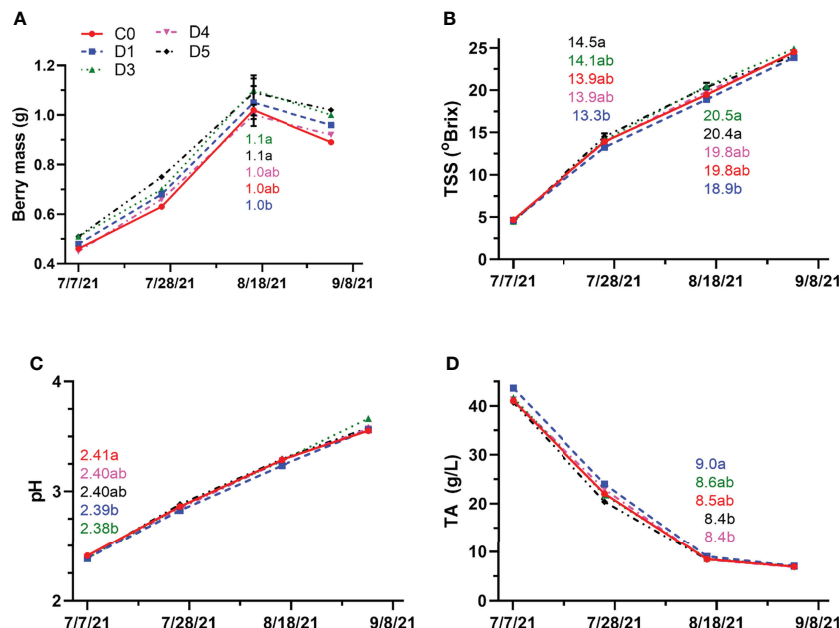 A
C0
D4
D1
D5
D3
Berry mass (g)
1.2
1.0
0.8
0.6
0.4
1.1a
1.1a
1.0ab
1.0ab
1.0b
7/7/21
7/28/21
8/18/21
9/8/21
B
TSS (°Brix)
25
20
15
10
5
0
14.5a
14.1ab
13.9ab
13.9ab
13.3b
20.5a
20.4a
19.8ab
19.8ab
18.9b
7/7/21
7/28/21
8/18/21
9/8/21
C
pH
4
3
2
2.41a
2.40ab
2.40ab
2.39b
2.38b
7/7/21
7/28/21
8/18/21
9/8/21
D
TA (g/L)
40
30
20
10
0
9.0a
8.6ab
8.5ab
8.4b
8.4b
7/7/21
7/28/21
8/18/21
9/8/21